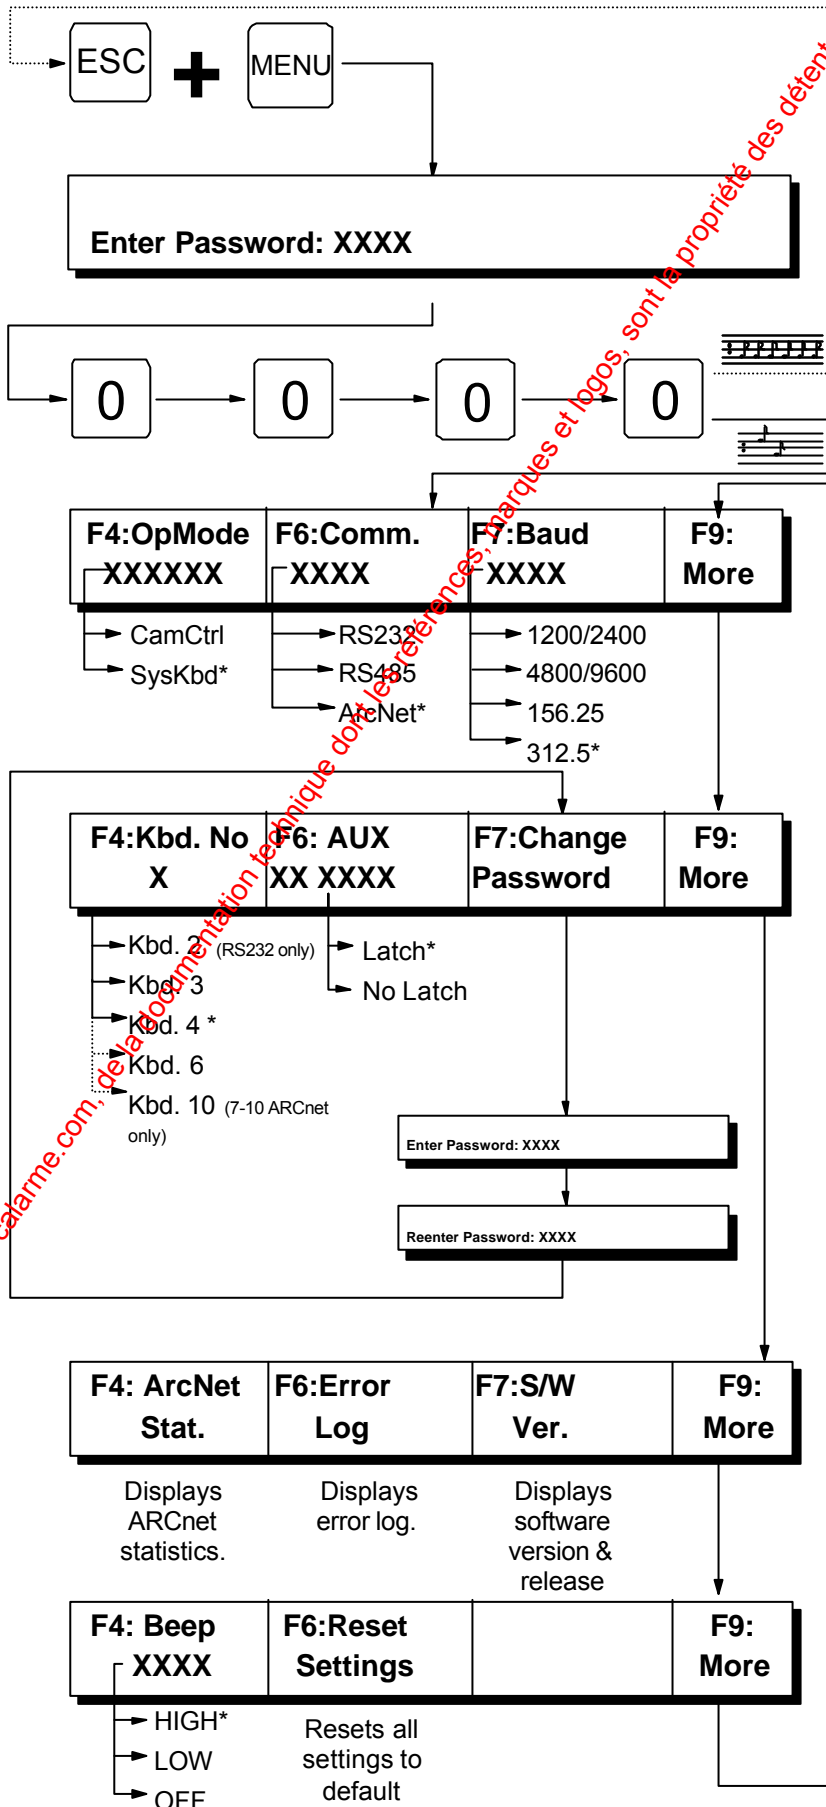 ESC + MENU
Enter Password: XXXX
0 0 0 0
F4:OpMode F6:Comm. F7:Baud F9:
XXXXXX XXXX XXXX More
CamCtrl RS232 1200/2400
SysKbd* RS485 4800/9600
ArcNet* 156.25
312.5*
F4:Kbd. No F6: AUX F7:Change F9:
X XX XXXX Password More
Kbd. 2 (RS232 only) Latch*
Kbd. 3 No Latch
Kbd. 4 *
Kbd. 6
Kbd. 10 (7-10 ARCnet
only)
Enter Password: XXXX
Reenter Password: XXXX
F4: ArcNet F6:Error F7:S/W F9:
Stat. Log Ver. More
Displays Displays Displays
ARCnet error log. software
statistics. version &
release
F4: Beep F6:Reset F9:
XXXX Settings More
HIGH* Resets all
LOW settings to
OFF default
calarme.com, de la documentation technique dont les références, marques et logos, sont la propriété des détent